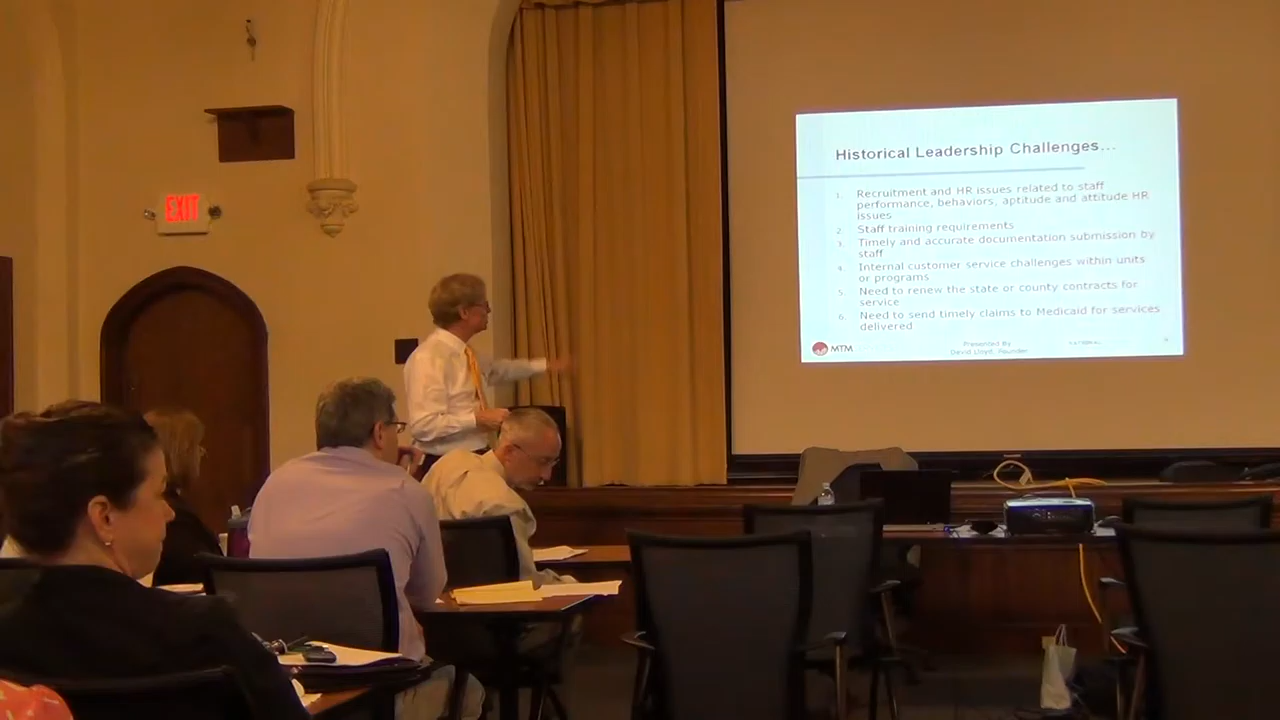 EXIT
Historical Leadership Challenges...
1. Recruitment and HR issues related to staff
performance, behaviors, aptitude and attitude HR
issues
2. Staff training requirements
3. Timely and accurate documentation submission by
staff
4. Internal customer service challenges within units
or programs
5. Need to renew the state or county contracts for
service
6. Need to send timely claims to Medicaid for services
delivered
MTM
Presented By
David Lloyd, Founder